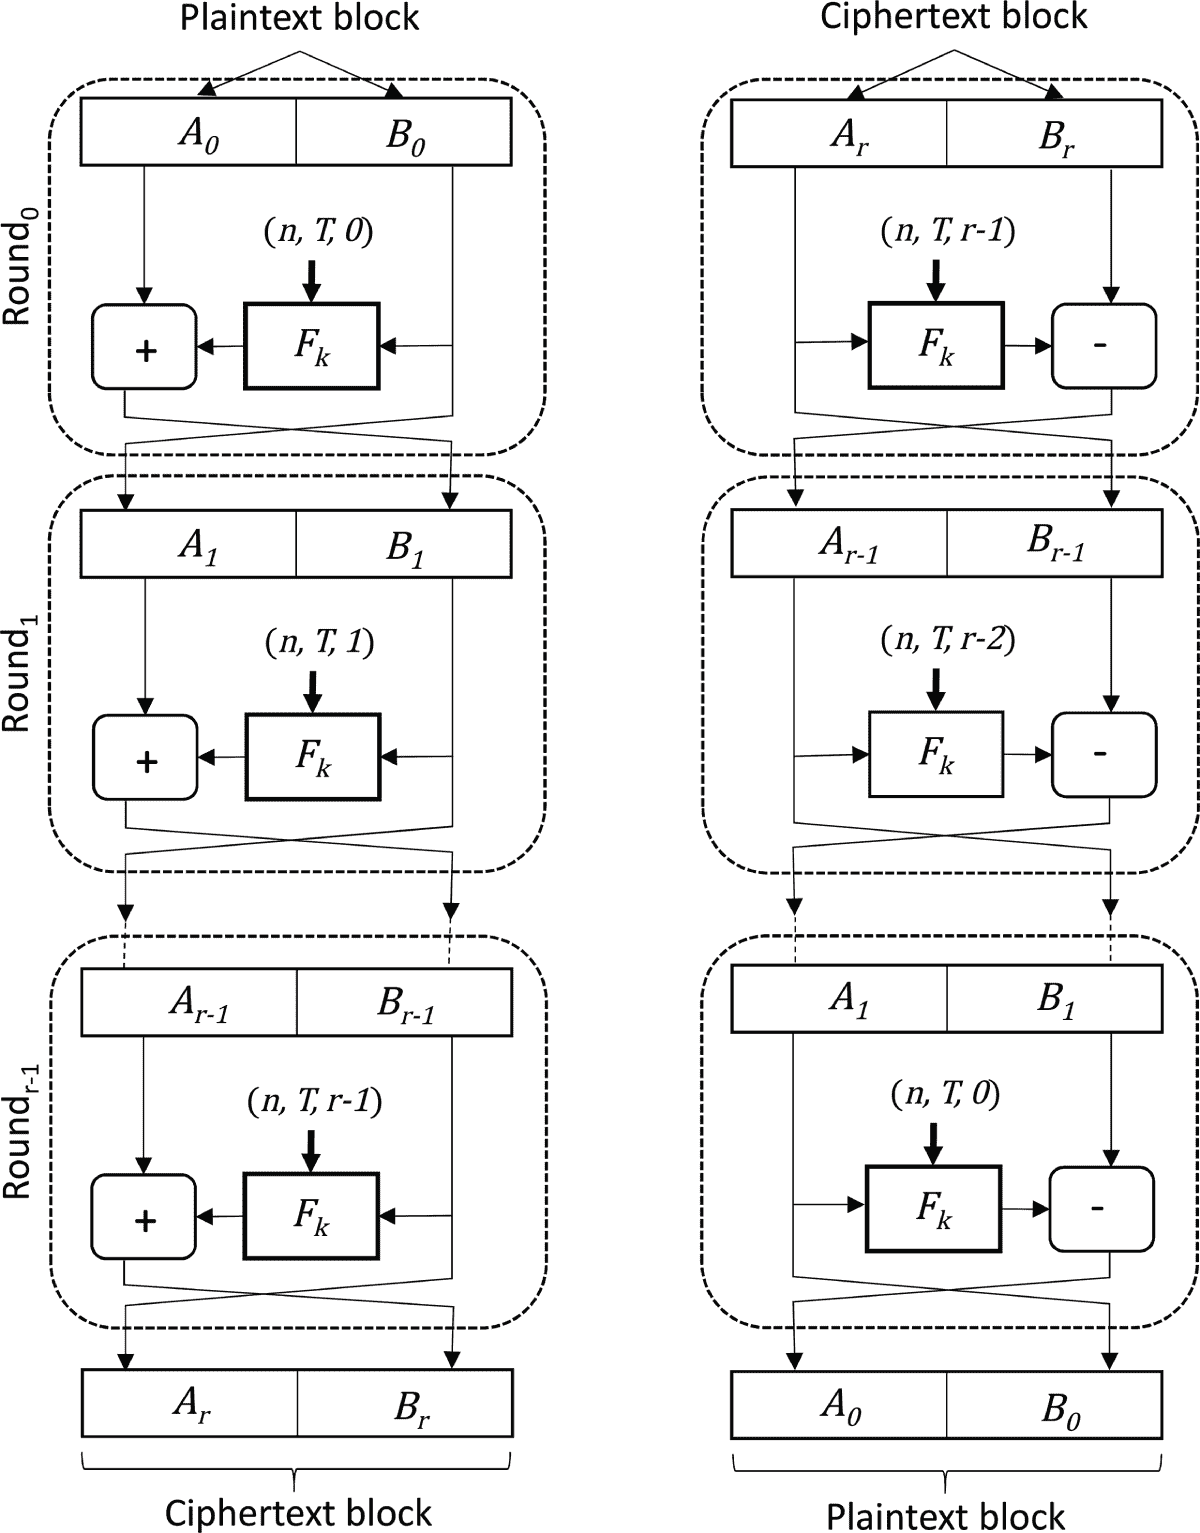 Plaintext block
A0
B0
Round0
(n, T, 0)
+
Fk
A1
B1
Round1
(n, T, 1)
+
Fk
Ar-1
Br-1
Roundr-1
(n, T, r-1)
+
Fk
Ar
Br
Ciphertext block
Ciphertext block
Ar
Br
(n, T, r-1)
Fk
-
Ar-1
Br-1
(n, T, r-2)
Fk
-
A1
B1
(n, T, 0)
Fk
-
A0
B0
Plaintext block